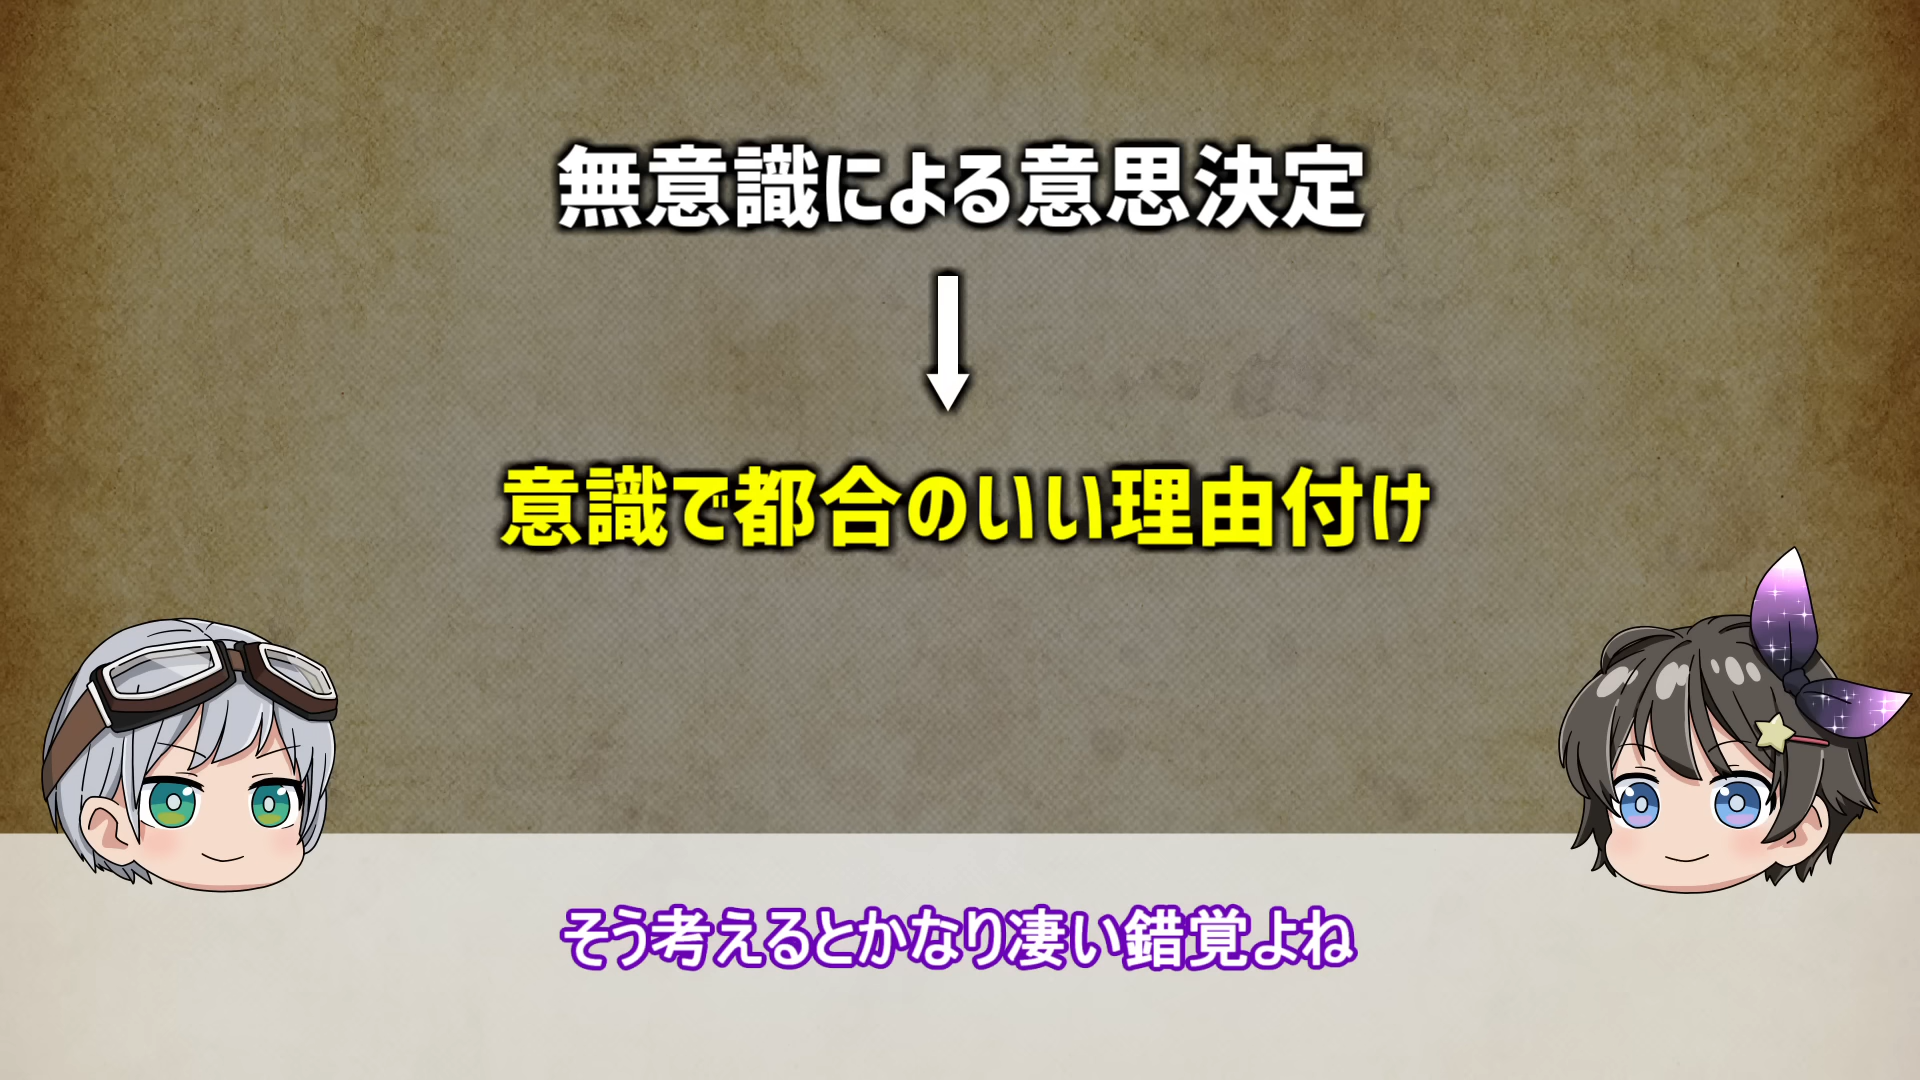 無意識による意思決定
意識で都合のいい理由付け
そう考えるとかなり凄い錯覚よね